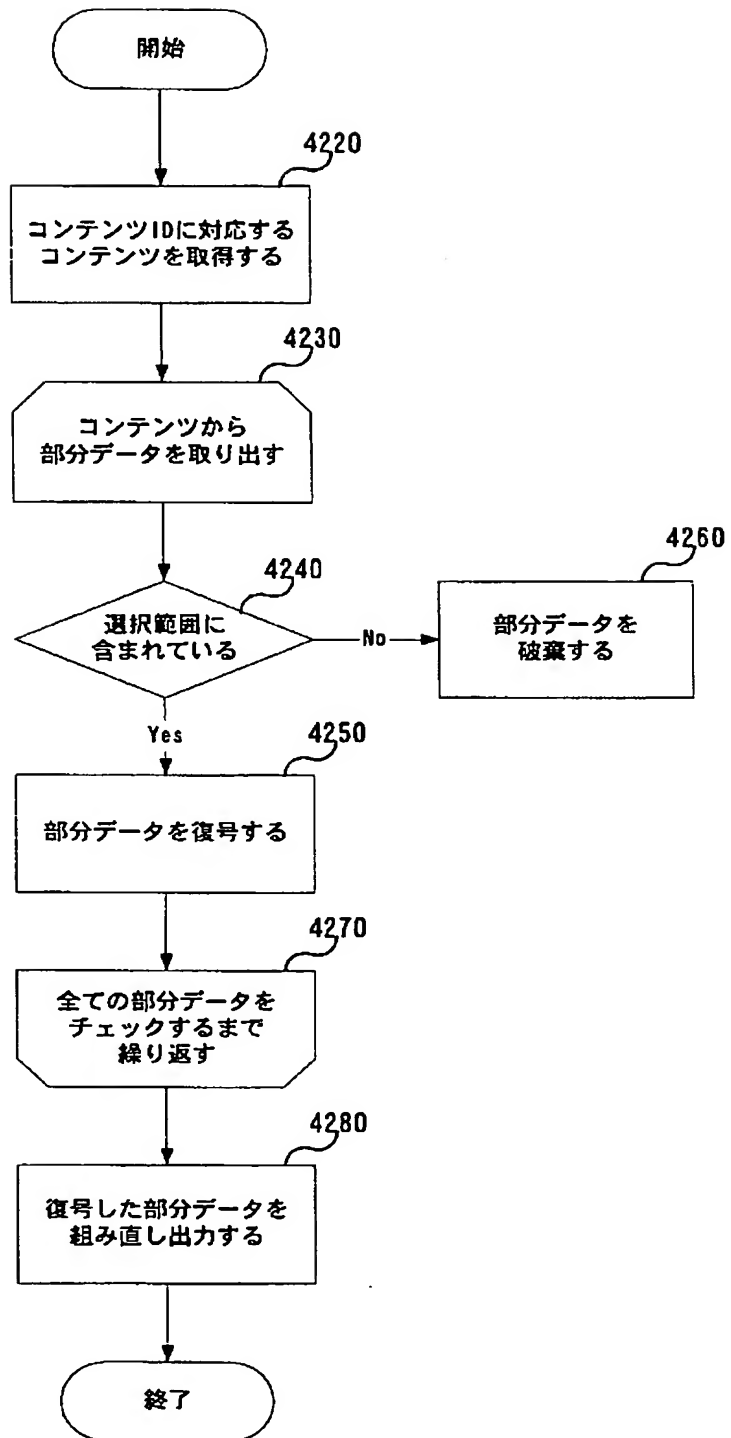 開始
4220
コンテンツIDに対応する
コンテンツを取得する
4230
コンテンツから
部分データを取り出す
4240
選択範囲に
含まれている
No
4260
部分データを
破棄する
Yes
4250
部分データを復号する
4270
全ての部分データを
チェックするまで
繰り返す
4280
復号した部分データを
組み直し出力する
終了